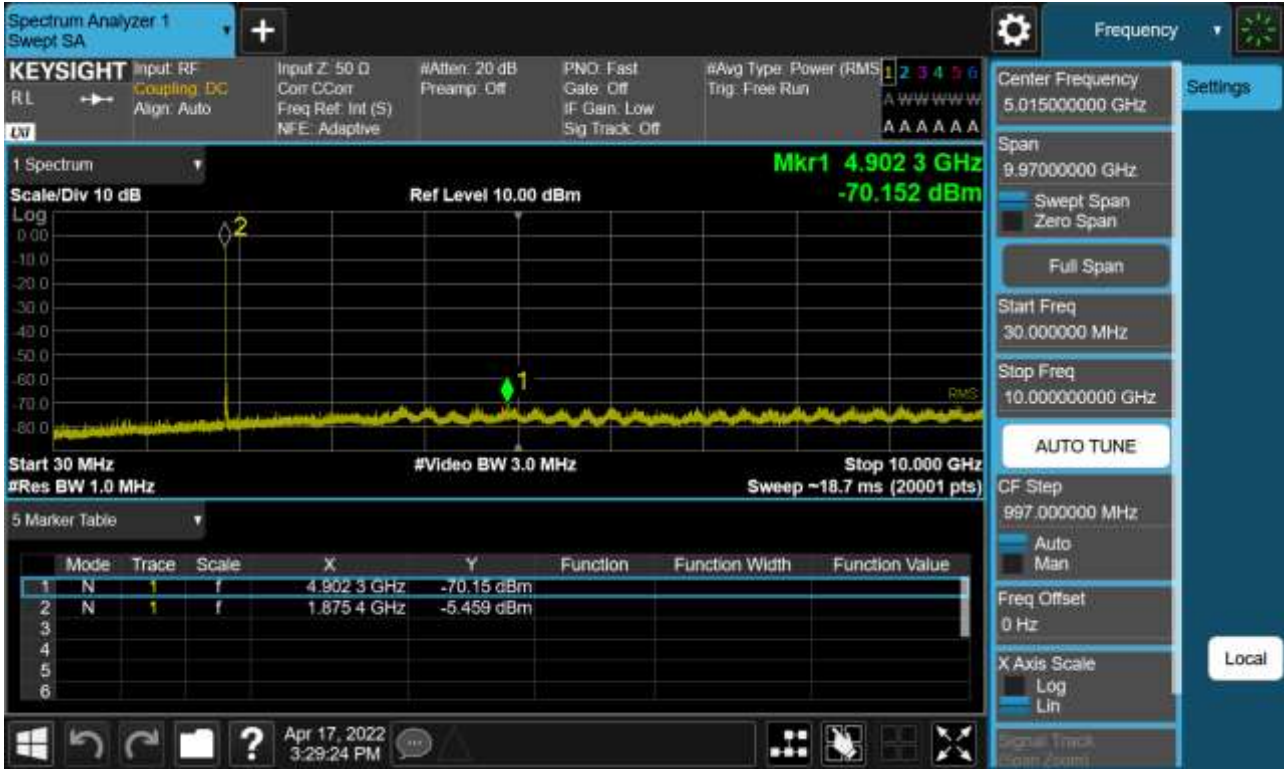 Spectrum Analyzer 1
Swept SA
+
Frequency
KEYSIGHT
RL
LXI
Input: RF
Coupling: DC
Align: Auto
Input Z: 50 Ω
Corr CCorr
Freq Ref: Int (S)
NFE: Adaptive
#Atten: 20 dB
Preamp: Off
PNO: Fast
Gate: Off
IF Gain: Low
Sig Track: Off
#Avg Type: Power (RMS
Trig: Free Run
1 2 3 4 5 6
A W W W W W
A A A A A A
1 Spectrum
Scale/Div 10 dB
Log
Ref Level 10.00 dBm
Mkr1 4.902 3 GHz
-70.152 dBm
0.00
-10.0
-20.0
-30.0
-40.0
-50.0
-60.0
-70.0
-80.0
2
1
RMS
Start 30 MHz
#Res BW 1.0 MHz
#Video BW 3.0 MHz
Stop 10.000 GHz
Sweep ~18.7 ms (20001 pts)
5 Marker Table
Mode Trace Scale X Y Function Function Width Function Value
1 N 1 f 4.902 3 GHz -70.15 dBm
2 N 1 f 1.875 4 GHz -5.459 dBm
3
4
5
6
Center Frequency
5.015000000 GHz
Settings
Span
9.97000000 GHz
Swept Span
Zero Span
Full Span
Start Freq
30.000000 MHz
Stop Freq
10.000000000 GHz
AUTO TUNE
CF Step
997.000000 MHz
Auto
Man
Freq Offset
0 Hz
X Axis Scale
Log
Lin
Signal Track
(Span Zoom)
Local
?
Apr 17, 2022
3:29:24 PM